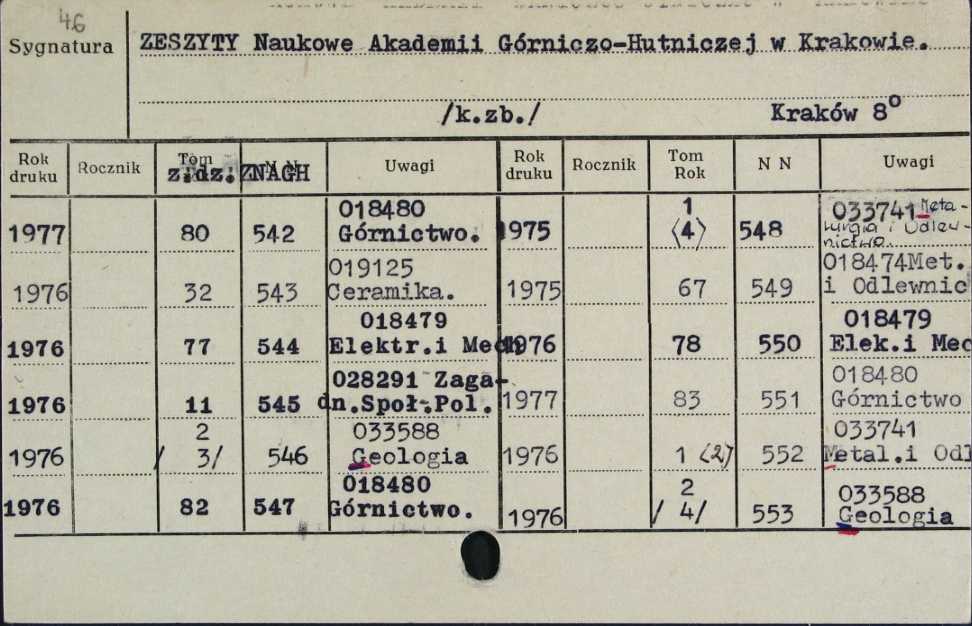 46
Sygnatura
ZESZYTY Naukowe Akademii Górniczo-Hutniczej w Krakowie.
/k.zb./ Kraków 8°
Rok druku Rocznik Tom z.dz.ZNAGH Uwagi Rok druku Rocznik Tom Rok N N Uwagi
1977 80 542 018480 Górnictwo. 1975 1 (4) 548 033741 Metalurgia i Odlewnictwo.
1976 32 543 019125 Ceramika. 1975 67 549 018474 Met. i Odlewnic
1976 77 544 018479 Elektr.i Mech 1976 78 550 018479 Elek.i Mec
1976 11 545 028291 Zaga-dn.Społ.Pol. 1977 83 551 018480 Górnictwo
1976 2 /3/ 546 033588 Geologia 1976 1 (2) 552 033741 Metal.i Odl
1976 82 547 018480 Górnictwo. 1976 2 /4/ 553 033588 Geologia